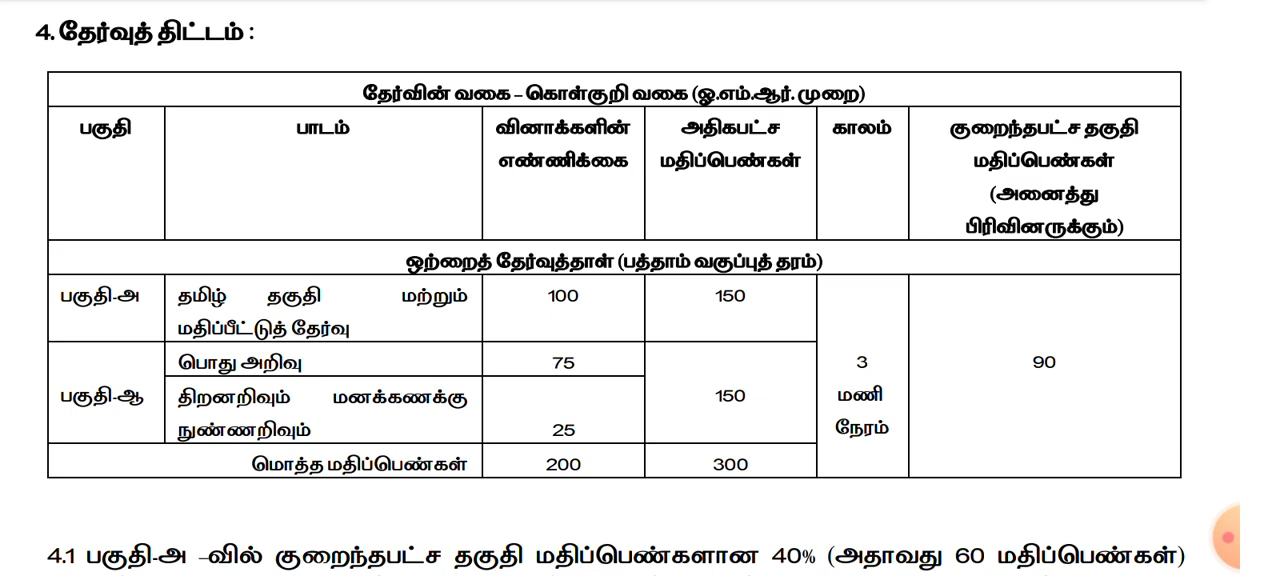 4. தேர்வுத் திட்டம் :
தேர்வின் வகை – கொள்குறி வகை (ஓ.எம்.ஆர். முறை)
பகுதி
பாடம்
வினாக்களின்
எண்ணிக்கை
அதிகபட்ச
மதிப்பெண்கள்
காலம்
குறைந்தபட்ச தகுதி
மதிப்பெண்கள்
(அனைத்து
பிரிவினருக்கும்)
ஒற்றைத் தேர்வுத்தாள் (பத்தாம் வகுப்புத் தரம்)
பகுதி-அ
தமிழ் தகுதி மற்றும்
மதிப்பீட்டுத் தேர்வு
100
150
பகுதி-ஆ
பொது அறிவு
75
திறனறிவும் மனக்கணக்கு
நுண்ணறிவும்
25
150
3
மணி
நேரம்
90
மொத்த மதிப்பெண்கள்
200
300
4.1 பகுதி-அ –வில் குறைந்தபட்ச தகுதி மதிப்பெண்களான 40% (அதாவது 60 மதிப்பெண்கள்)